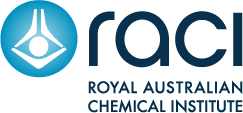 raci
ROYAL AUSTRALIAN
CHEMICAL INSTITUTE